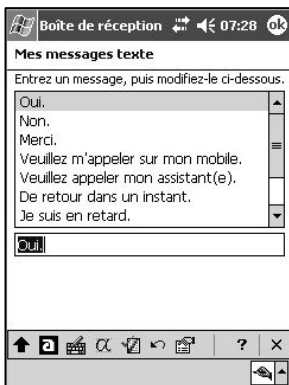 Boîte de réception 07:28 ok
Mes messages texte
Entrez un message, puis modifiez-le ci-dessous.
Oui.
Non.
Merci.
Veuillez m'appeler sur mon mobile.
Veuillez appeler mon assistant(e).
De retour dans un instant.
Je suis en retard.
Oui.
a α ? ×